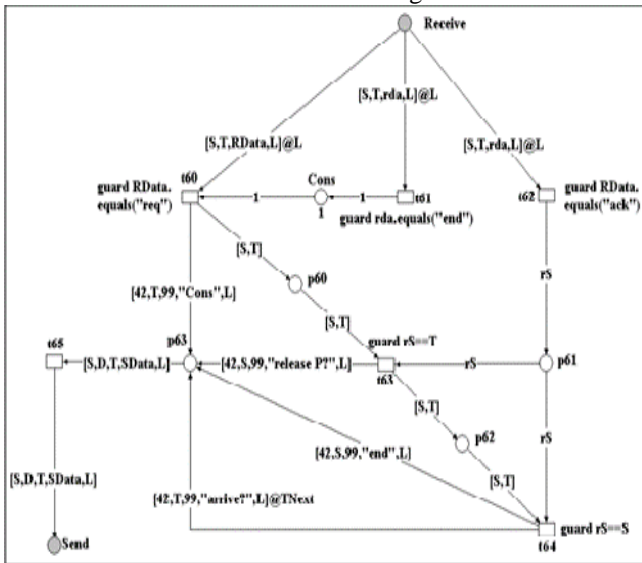 Receive
[S,T,rda,L]@L
[S,T,RData,L]@L
[S,T,rda,L]@L
t60
guard RData.
equals("req")
Cons
1
1
1
t61
guard rda.equals("end")
t62
guard RData.
equals("ack")
[S,T]
p60
rS
[42,T,99,"Cons",L]
[S,T]
t65
p63
guard rS==T
[S,D,T,SData,L]
[42,S,99,"release P?",L]
t63
rS
p61
[S,T]
p62
rS
[42,S,99,"end",L]
[S,T]
[S,D,T,SData,L]
[42,T,99,"arrive?",L]@TNext
Send
guard rS==S
t64